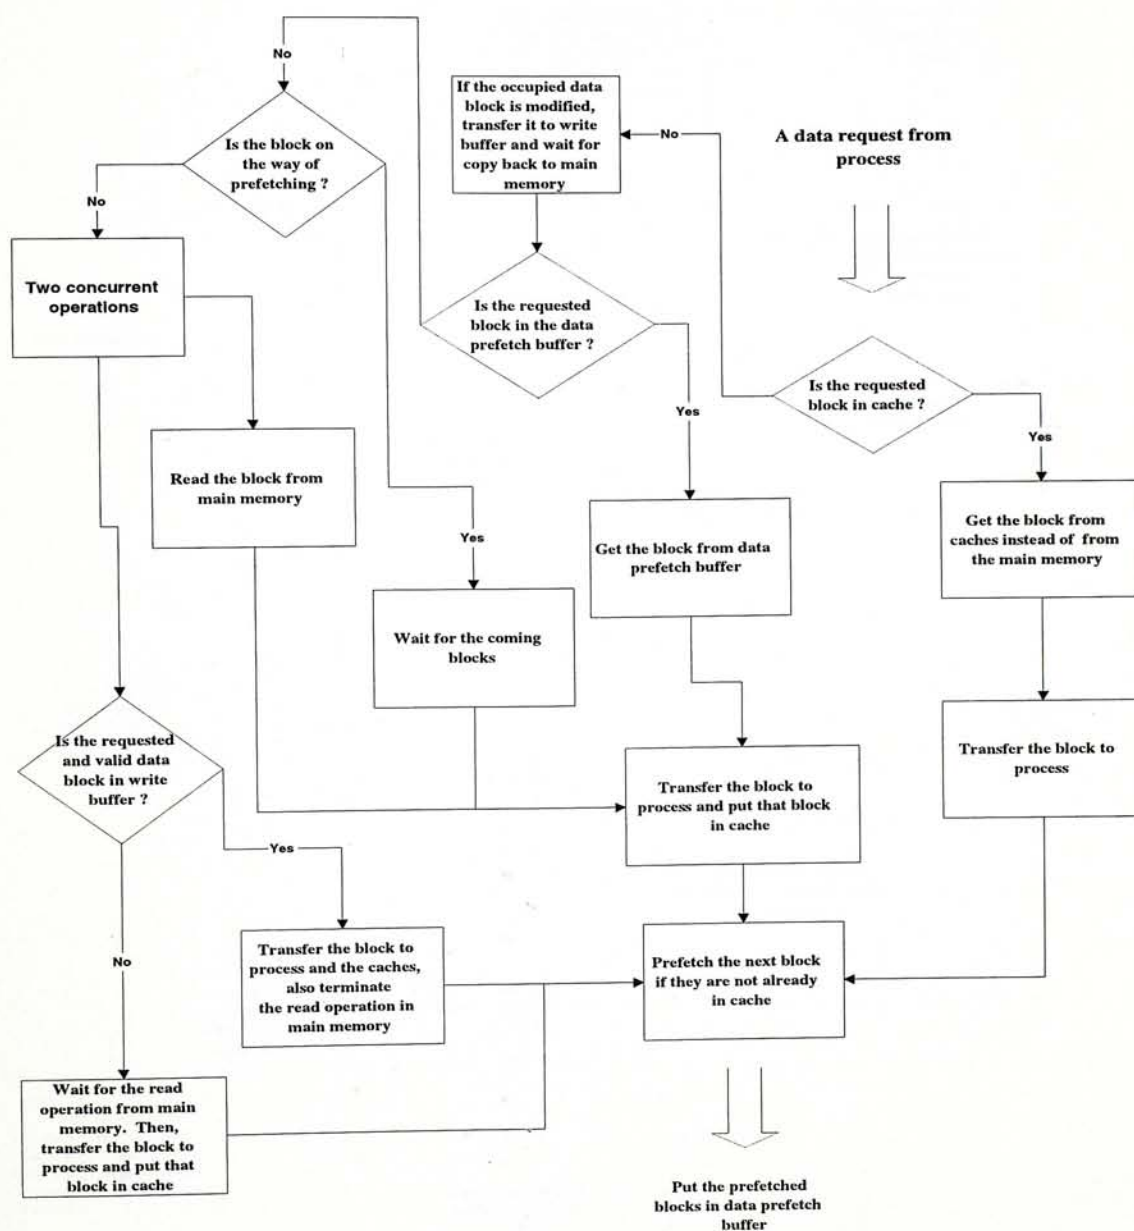 No
If the occupied data
block is modified,
transfer it to write
buffer and wait for
copy back to main
memory
No
A data request from
process
Is the block on
the way of
prefetching ?
No
Two concurrent
operations
Is the requested
block in the data
prefetch buffer ?
Is the requested
block in cache ?
Yes
Yes
Read the block from
main memory
Yes
Get the block from data
prefetch buffer
Get the block from
caches instead of from
the main memory
Wait for the coming
blocks
Is the requested
and valid data
block in write
buffer ?
Transfer the block to
process and put that block
in cache
Transfer the block to
process
Yes
No
Transfer the block to
process and the caches,
also terminate
the read operation in
main memory
Prefetch the next block
if they are not already
in cache
Wait for the read
operation from main
memory. Then,
transfer the block to
process and put that
block in cache
Put the prefetched
blocks in data prefetch
buffer